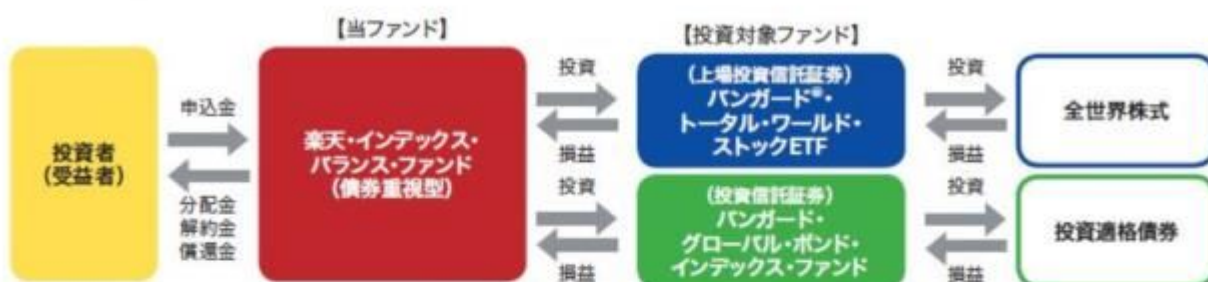 【当ファンド】
【投資対象ファンド】
投資者
(受益者)
申込金
分配金
解約金
償還金
楽天・インデックス・
バランス・ファンド
(債券重視型)
投資
損益
投資
損益
(上場投資信託証券)
バンガード®・
トータル・ワールド・
ストックETF
(投資信託証券)
バンガード・
グローバル・ボンド・
インデックス・ファンド
投資
損益
投資
損益
全世界株式
投資適格債券